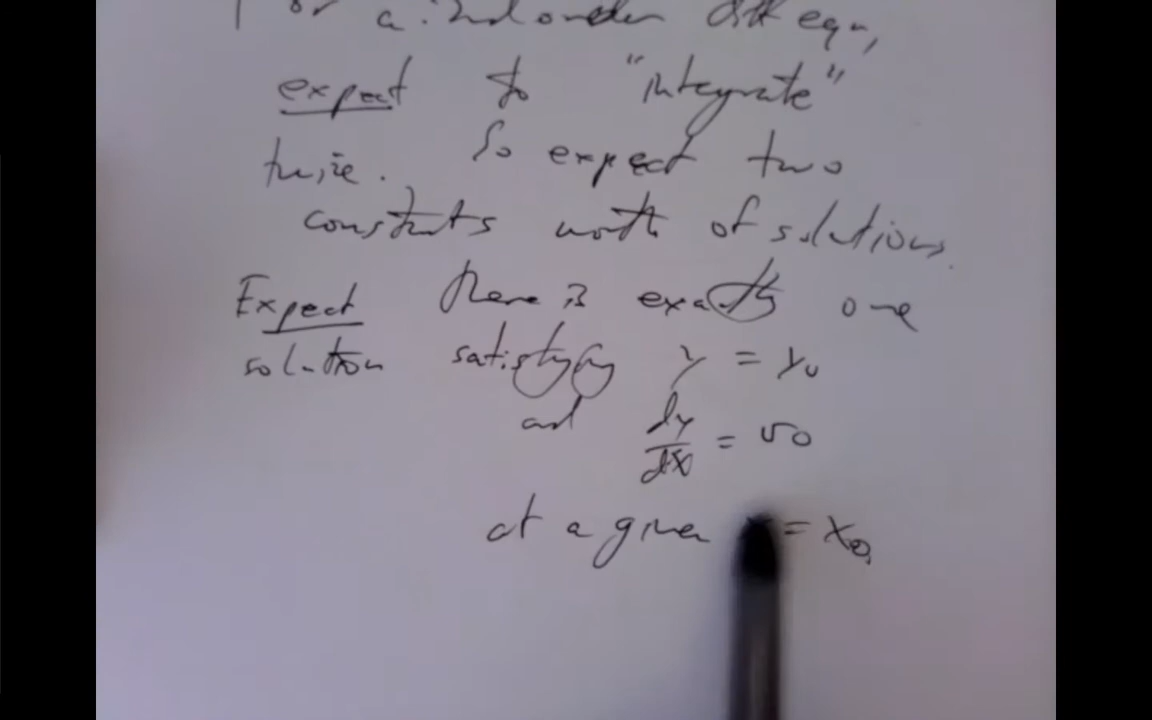 For a 2nd order diff eqn,
expect to "integrate"
twice. So expect two
constants worth of solutions.
Expect there is exactly one
solution satisfying y = y₀
and dy/dx = v₀
at a given = x₀,